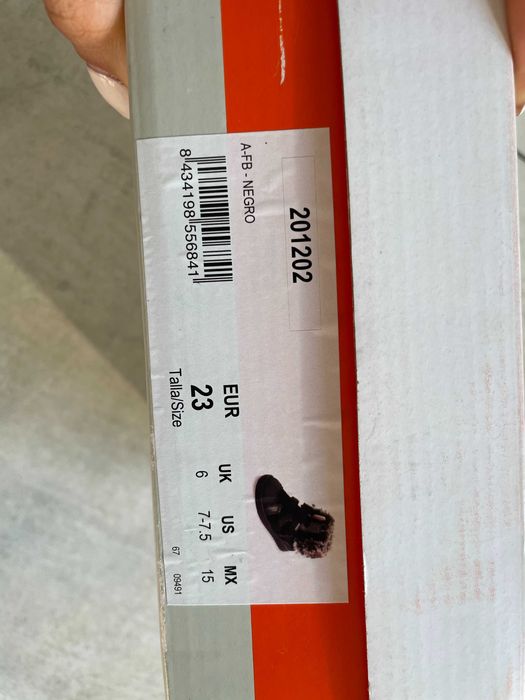 201202
A-FB - NEGRO
8 434198 556841
EUR UK US MX
23 6 7-7.5 15
Talla/Size
67 09491